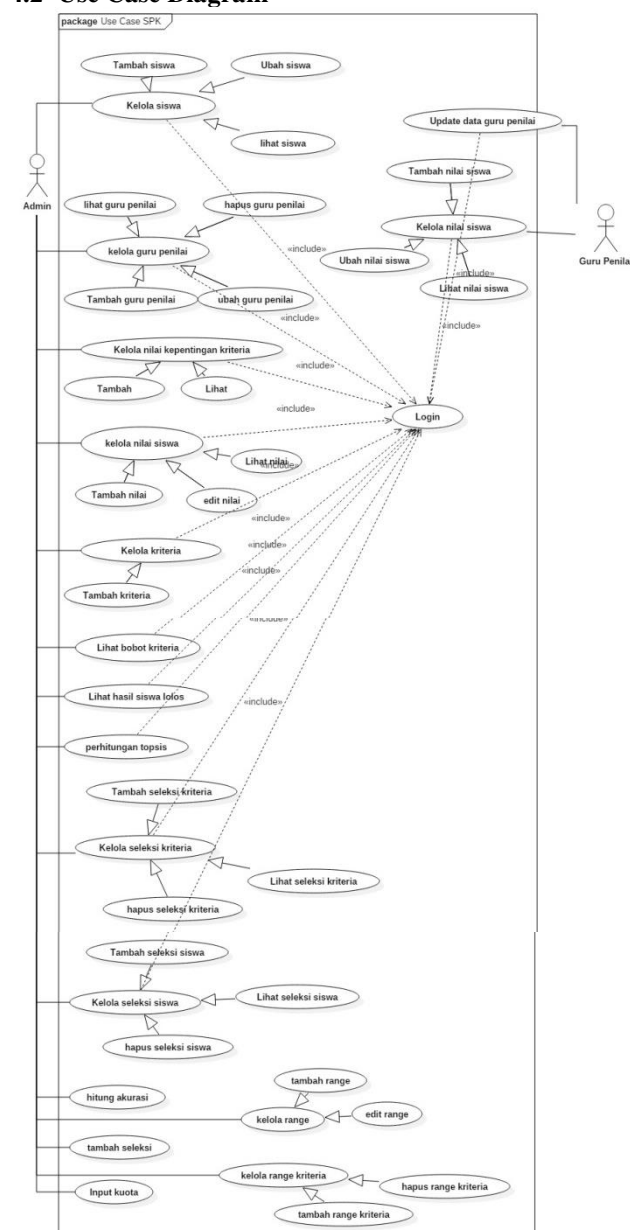 4.2 Use Case Diagram
package Use Case SPK
Tambah siswa
Ubah siswa
Kelola siswa
lihat siswa
Update data guru penilai
Admin
Tambah nilai siswa
lihat guru penilai
hapus guru penilai
Kelola nilai siswa
kelola guru penilai
«include»
Ubah nilai siswa
Guru Penila
«include»
Lihat nilai siswa
Tambah guru penilai
ubah guru penilai
«include»
«include»
Kelola nilai kepentingan kriteria
«include»
Tambah
Lihat
«include»
Login
kelola nilai siswa
Lihat nilai
«include»
Tambah nilai
edit nilai
«include»
Kelola kriteria
«include»
«include»
Tambah kriteria
«include»
Lihat bobot kriteria
Lihat hasil siswa lolos
«include»
perhitungan topsis
Tambah seleksi kriteria
Kelola seleksi kriteria
Lihat seleksi kriteria
hapus seleksi kriteria
Tambah seleksi siswa
Kelola seleksi siswa
Lihat seleksi siswa
hapus seleksi siswa
tambah range
hitung akurasi
kelola range
edit range
tambah seleksi
kelola range kriteria
hapus range kriteria
Input kuota
tambah range kriteria